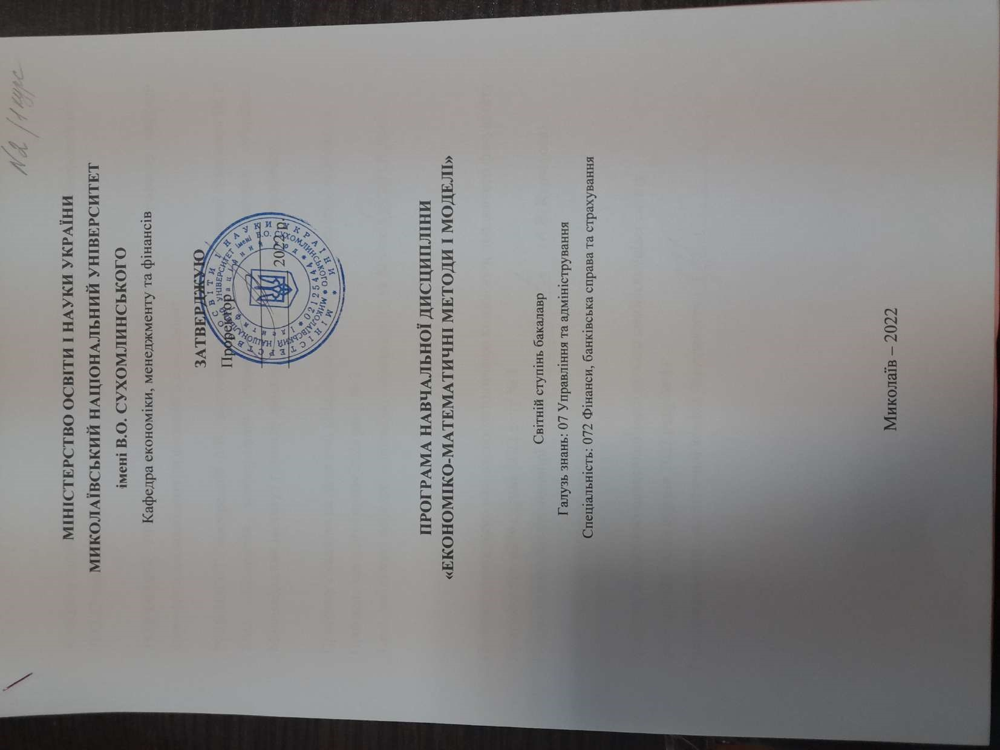 N2 /1 курс
МІНІСТЕРСТВО ОСВІТИ І НАУКИ УКРАЇНИ
МИКОЛАЇВСЬКИЙ НАЦІОНАЛЬНИЙ УНІВЕРСИТЕТ
імені В.О. СУХОМЛИНСЬКОГО
Кафедра економіки, менеджменту та фінансів
ЗАТВЕРДЖУЮ
Проректор
2022 р.
МІНІСТЕРСТВО ОСВІТИ І НАУКИ УКРАЇНИ
МИКОЛАЇВСЬКИЙ НАЦІОНАЛЬНИЙ УНІВЕРСИТЕТ імені В.О. СУХОМЛИНСЬКОГО
02125444
ПРОГРАМА НАВЧАЛЬНОЇ ДИСЦИПЛІНИ
«ЕКОНОМІКО-МАТЕМАТИЧНІ МЕТОДИ І МОДЕЛІ»
Світній ступінь бакалавр
Галузь знань: 07 Управління та адміністрування
Спеціальність: 072 Фінанси, банківська справа та страхування
Миколаїв – 2022